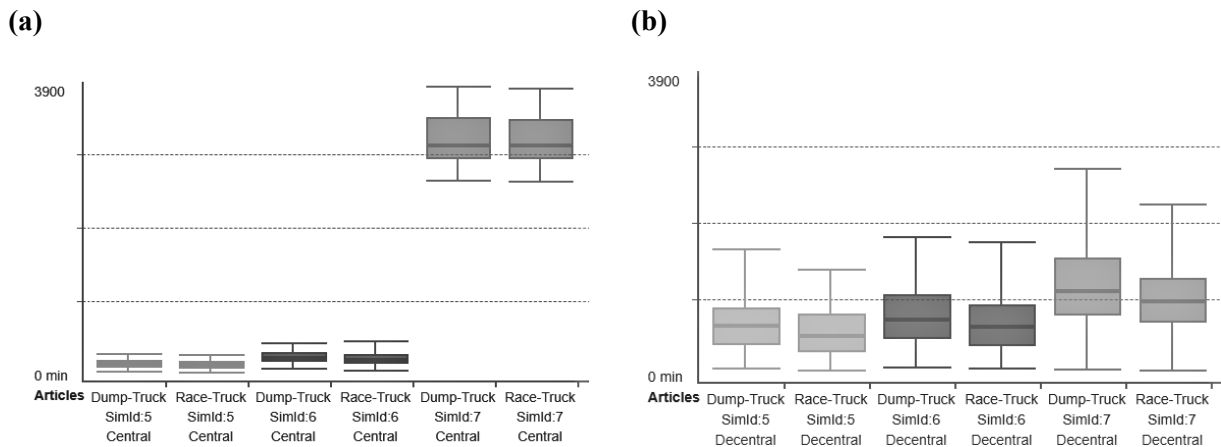 (a)
3900
0 min
Articles
Dump-Truck Race-Truck Dump-Truck Race-Truck Dump-Truck Race-Truck
SimId:5 SimId:5 SimId:6 SimId:6 SimId:7 SimId:7
Central Central Central Central Central Central
(b)
3900
0 min
Articles
Dump-Truck Race-Truck Dump-Truck Race-Truck Dump-Truck Race-Truck
SimId:5 SimId:5 SimId:6 SimId:6 SimId:7 SimId:7
Decentral Decentral Decentral Decentral Decentral Decentral